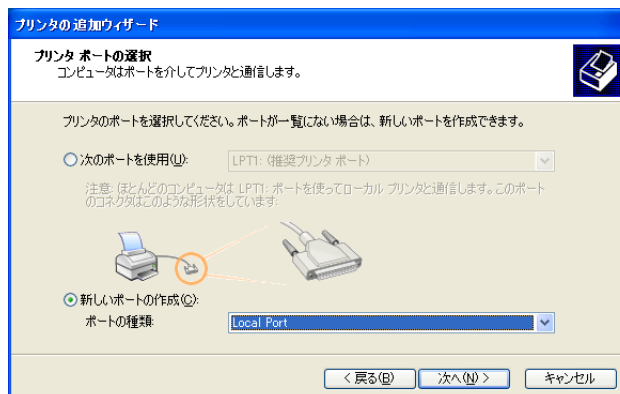 プリンタの追加ウィザード
プリンタ ポートの選択
コンピュータはポートを介してプリンタと通信します。
プリンタのポートを選択してください。ポートが一覧にない場合は、新しいポートを作成できます。
次のポートを使用(U):
LPT1: (推奨プリンタ ポート)
注意: ほとんどのコンピュータは LPT1: ポートを使ってローカル プリンタと通信します。このポート
のコネクタはこのような形状をしています:
新しいポートの作成(C):
ポートの種類:
Local Port
< 戻る(B)
次へ(N) >
キャンセル